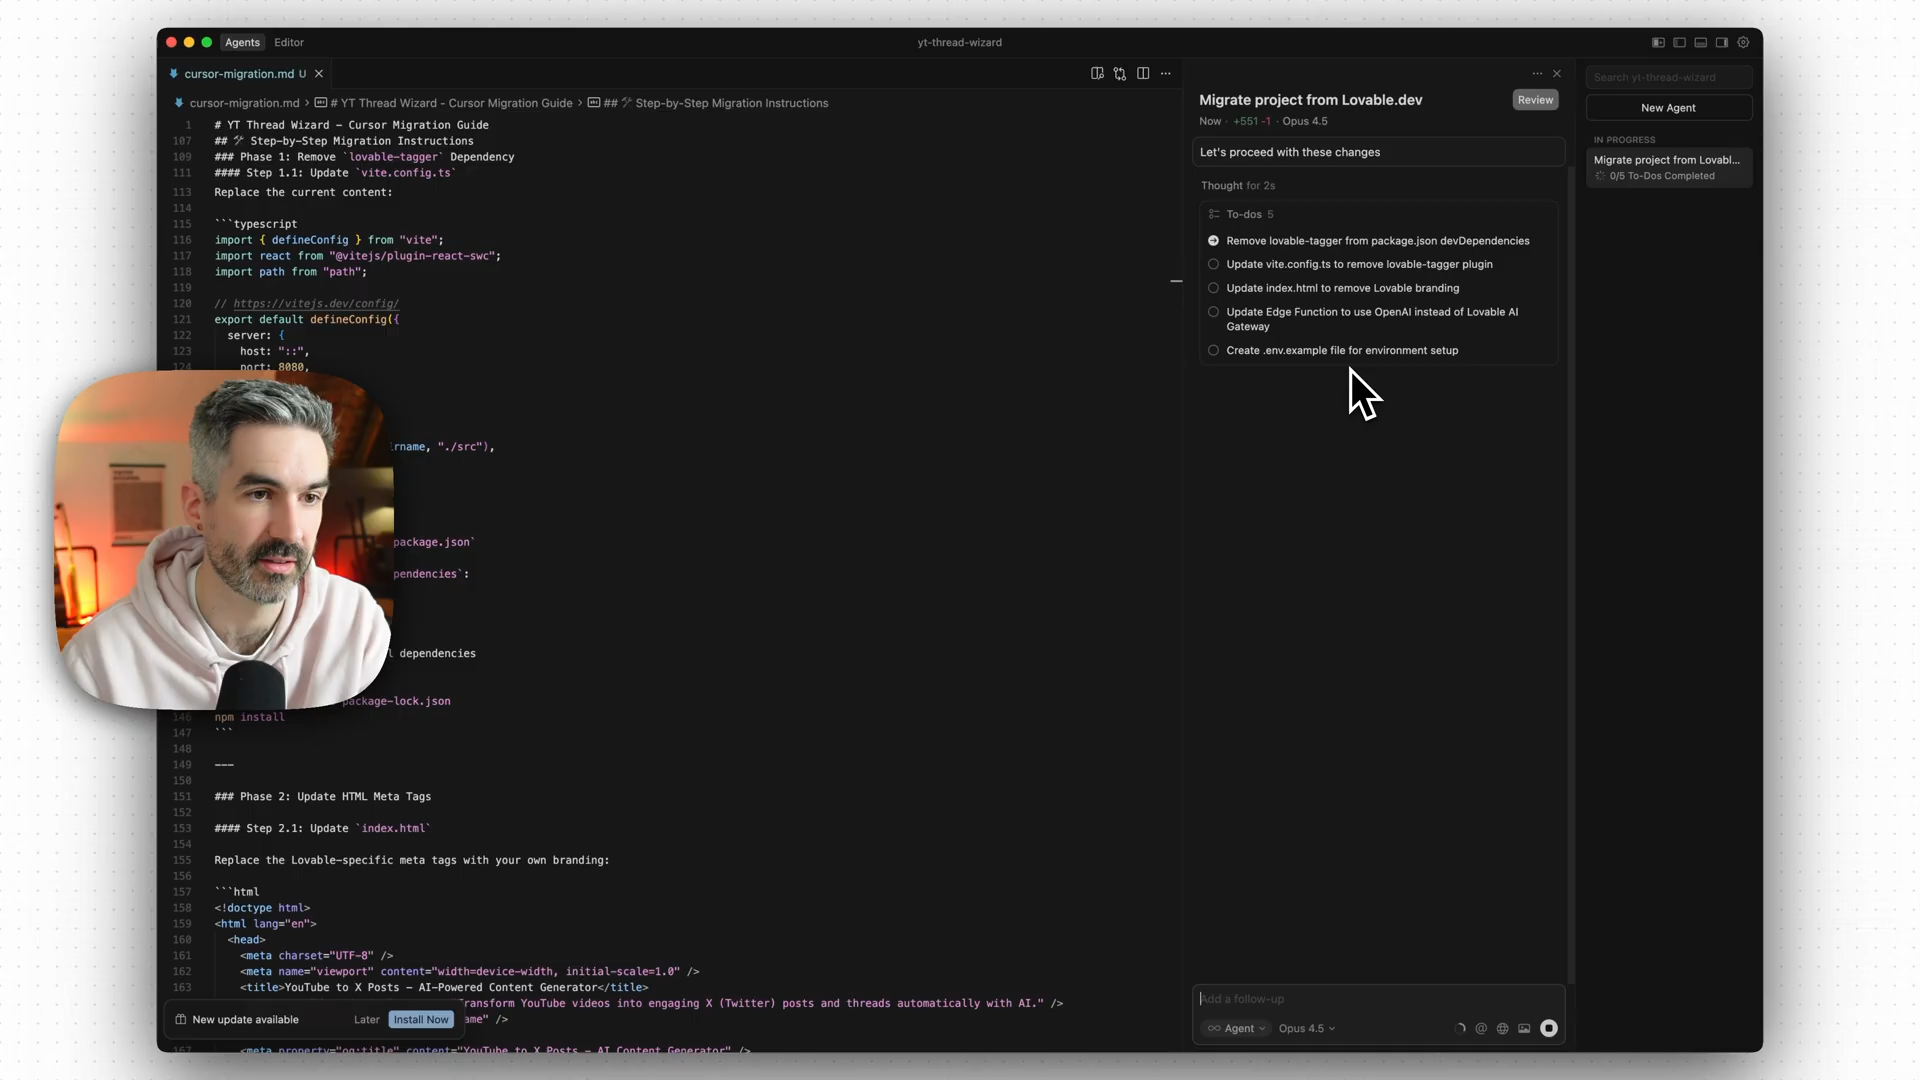 Agents Editor
yt-thread-wizard
cursor-migration.md U
cursor-migration.md > # YT Thread Wizard - Cursor Migration Guide > ## 🛠 Step-by-Step Migration Instructions
1 # YT Thread Wizard - Cursor Migration Guide
107 ## 🛠 Step-by-Step Migration Instructions
109 ### Phase 1: Remove `lovable-tagger` Dependency
111 #### Step 1.1: Update `vite.config.ts`
113 Replace the current content:
114
115 ```typescript
116 import { defineConfig } from "vite";
117 import react from "@vitejs/plugin-react-swc";
118 import path from "path";
119
120 // https://vitejs.dev/config/
121 export default defineConfig({
122 server: {
123 host: "::",
124 port: 8080,
irname, "./src"),
package.json`
pendencies`:
l dependencies
package-lock.json
146 npm install
147 ```
148
149 ---
150
151 ### Phase 2: Update HTML Meta Tags
152
153 #### Step 2.1: Update `index.html`
154
155 Replace the Lovable-specific meta tags with your own branding:
156
157 ```html
158 <!doctype html>
159 <html lang="en">
160 <head>
161 <meta charset="UTF-8" />
162 <meta name="viewport" content="width=device-width, initial-scale=1.0" />
163 <title>YouTube to X Posts - AI-Powered Content Generator</title>
ransform YouTube videos into engaging X (Twitter) posts and threads automatically with AI." />
ame" />
167 <meta property="og:title" content="YouTube to X Posts - AI Content Generator" />
New update available Later Install Now
Migrate project from Lovable.dev Review
Now · +551 -1 · Opus 4.5
Let's proceed with these changes
Thought for 2s
To-dos 5
Remove lovable-tagger from package.json devDependencies
Update vite.config.ts to remove lovable-tagger plugin
Update index.html to remove Lovable branding
Update Edge Function to use OpenAI instead of Lovable AI
Gateway
Create .env.example file for environment setup
Add a follow-up
Agent Opus 4.5
Search yt-thread-wizard
New Agent
IN PROGRESS
Migrate project from Lovabl...
0/5 To-Dos Completed